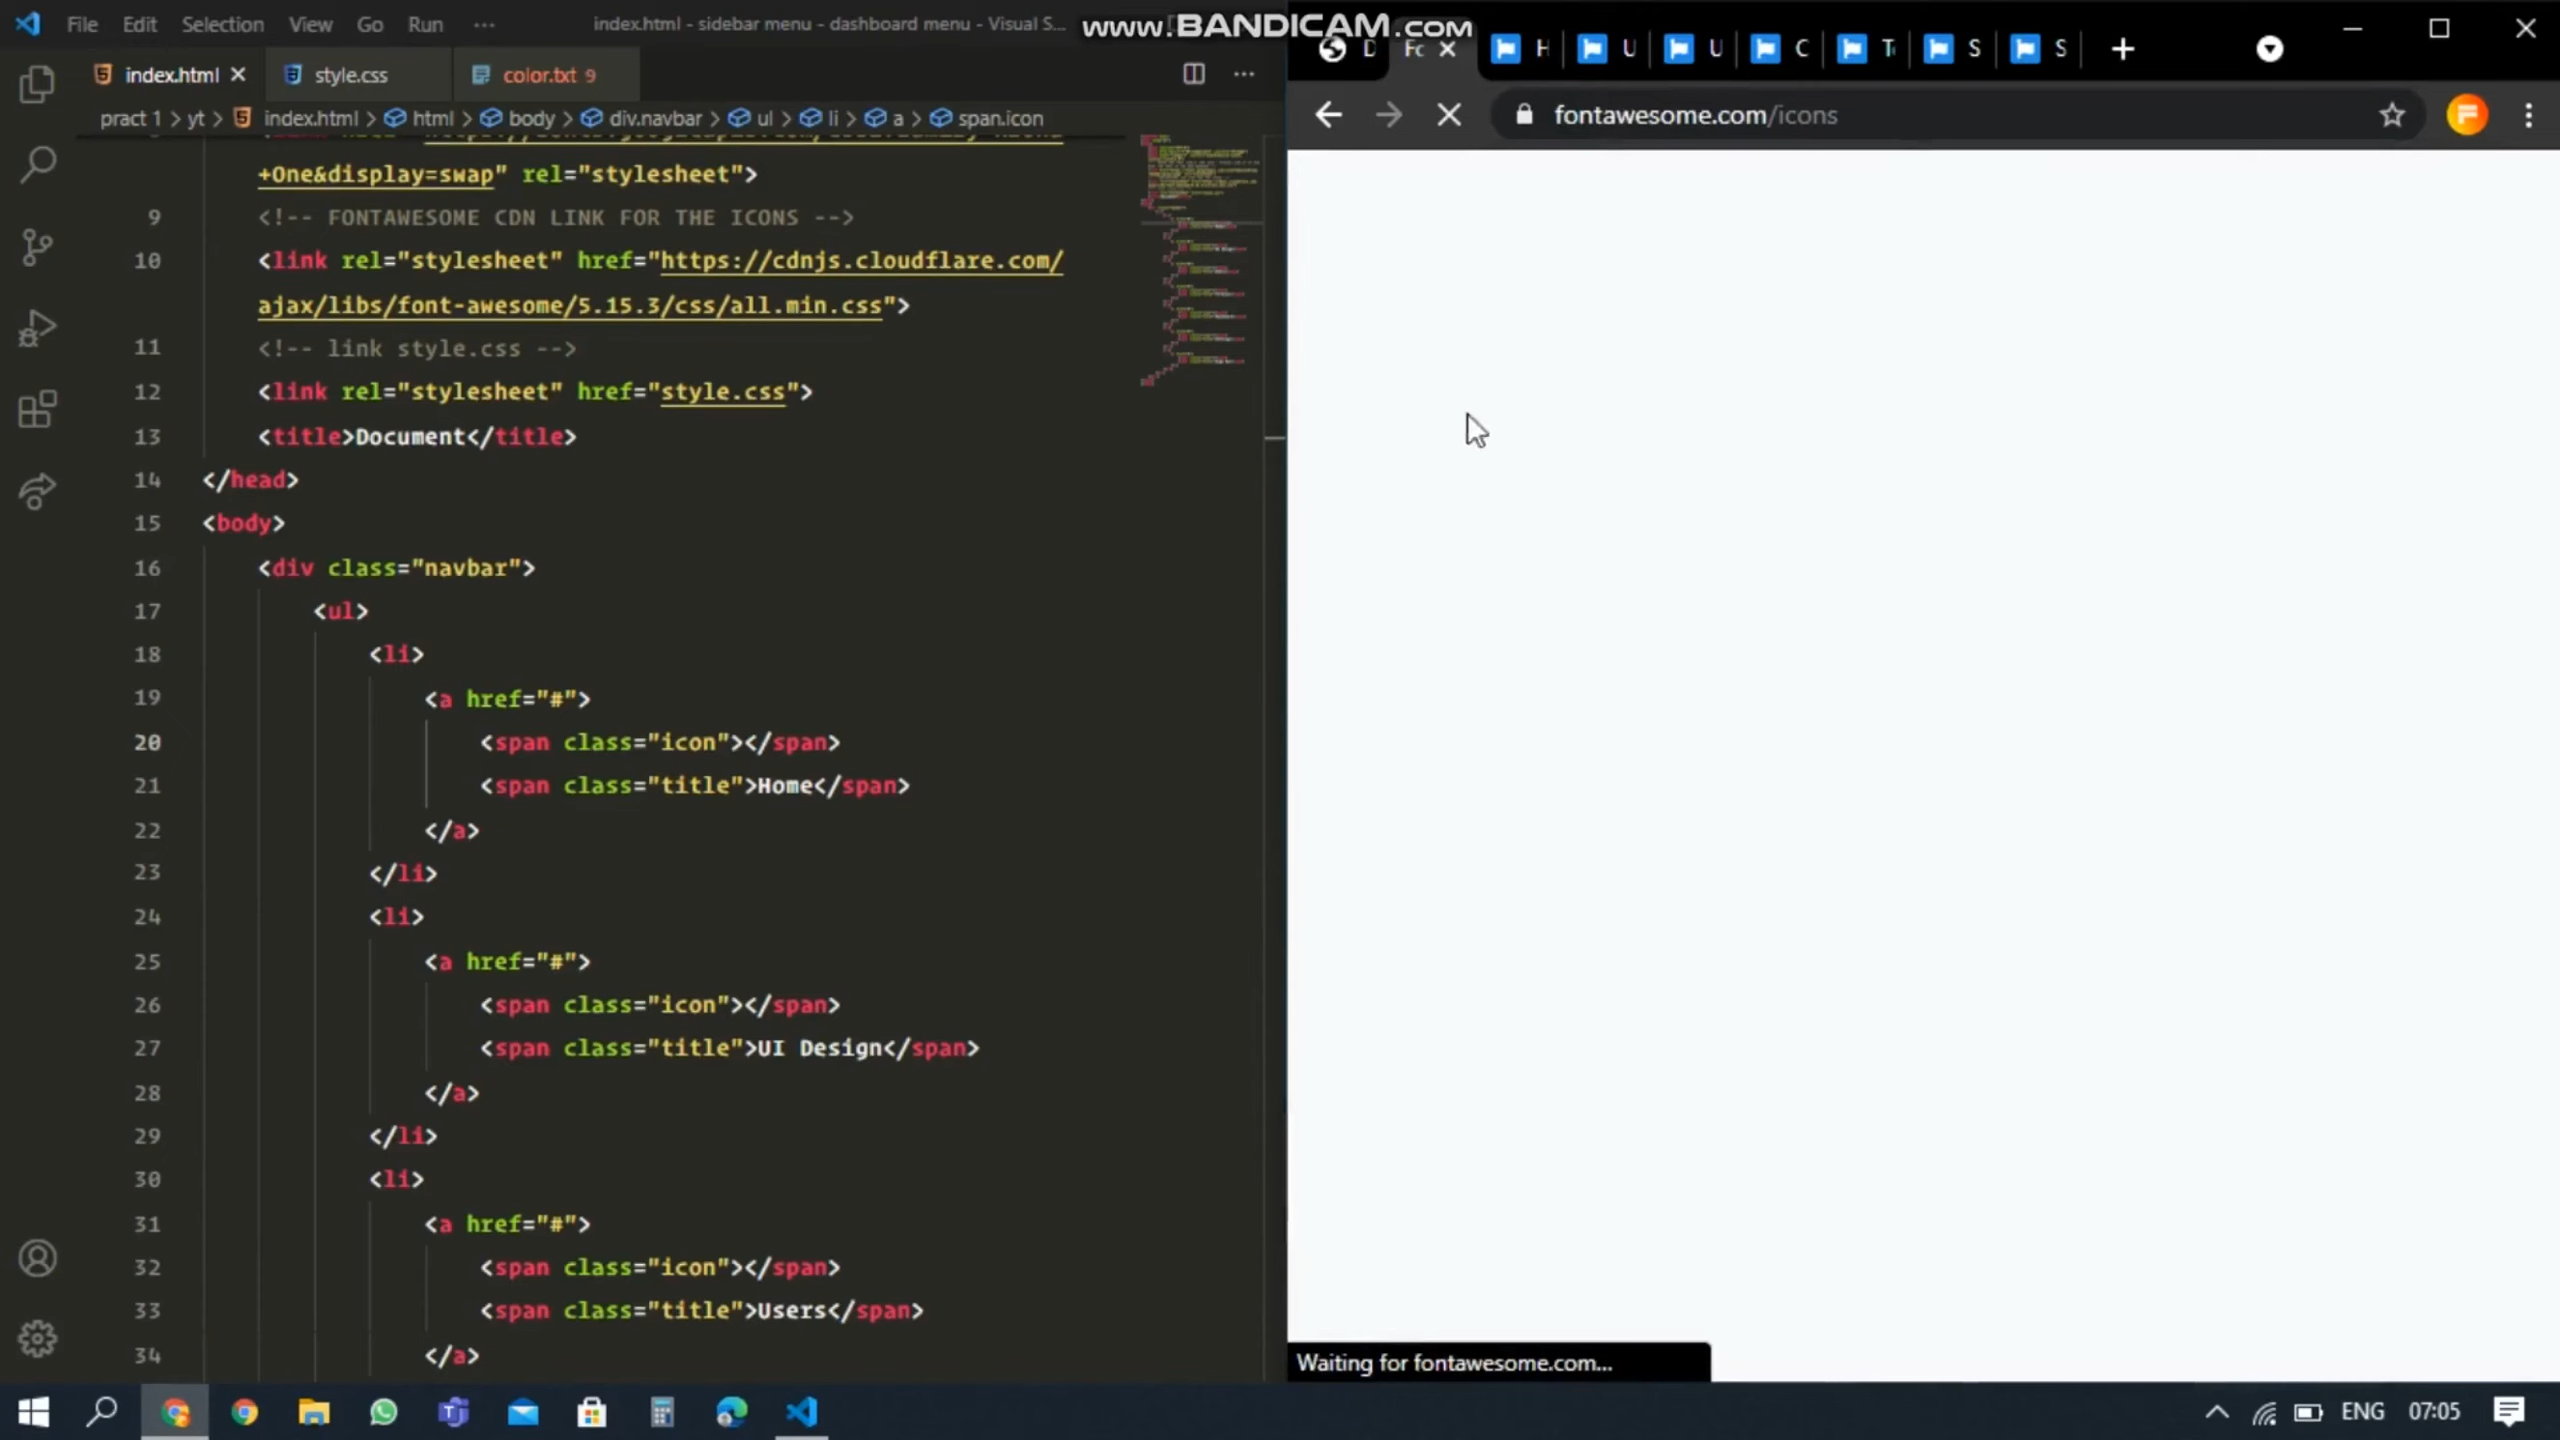 File Edit Selection View Go Run ··· index.html - sidebar menu - dashboard menu - Visual S...
www.BANDICAM.com
index.html style.css color.txt 9
D Fc H U U C T S S
pract 1 > yt > index.html > html > body > div.navbar > ul > li > a > span.icon
fontawesome.com/icons
+One&display=swap" rel="stylesheet">
9 <!-- FONTAWESOME CDN LINK FOR THE ICONS -->
10 <link rel="stylesheet" href="https://cdnjs.cloudflare.com/
ajax/libs/font-awesome/5.15.3/css/all.min.css">
11 <!-- link style.css -->
12 <link rel="stylesheet" href="style.css">
13 <title>Document</title>
14 </head>
15 <body>
16 <div class="navbar">
17 <ul>
18 <li>
19 <a href="#">
20 <span class="icon"></span>
21 <span class="title">Home</span>
22 </a>
23 </li>
24 <li>
25 <a href="#">
26 <span class="icon"></span>
27 <span class="title">UI Design</span>
28 </a>
29 </li>
30 <li>
31 <a href="#">
32 <span class="icon"></span>
33 <span class="title">Users</span>
34 </a>
Waiting for fontawesome.com...
ENG 07:05